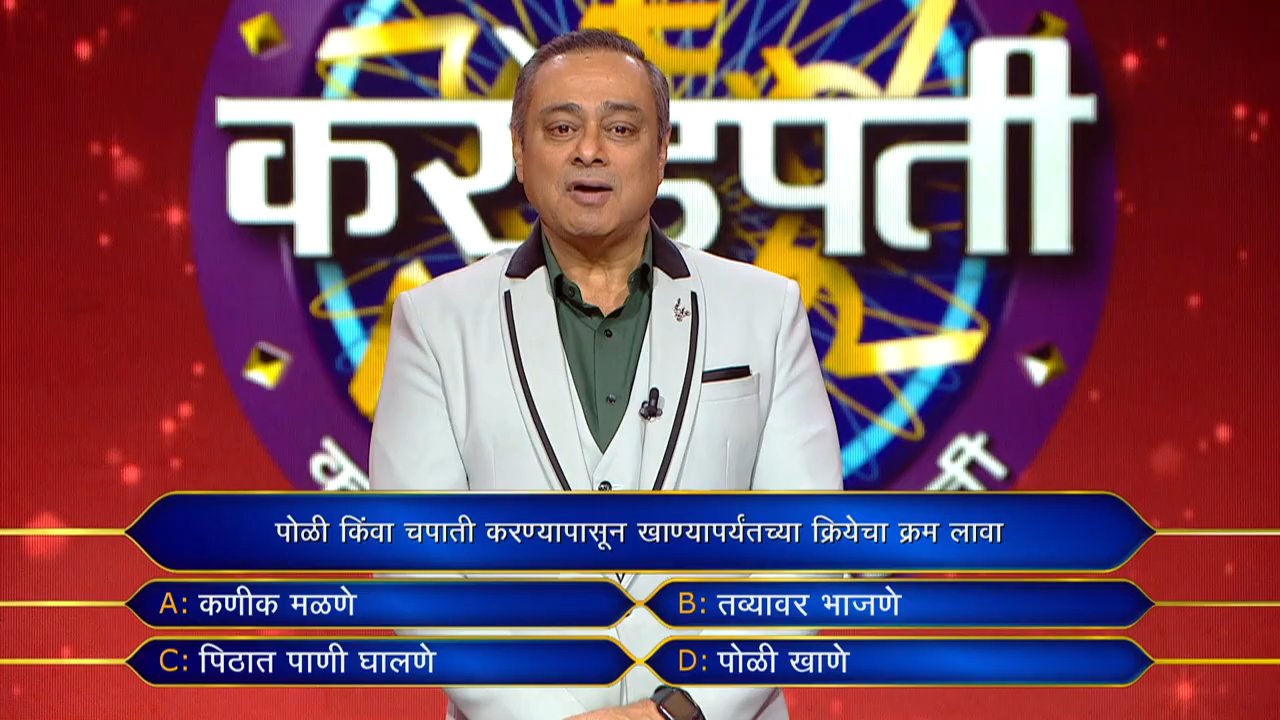 करोडपती
पोळी किंवा चपाती करण्यापासून खाण्यापर्यंतच्या क्रियेचा क्रम लावा
A: कणीक मळणे
B: तव्यावर भाजणे
C: पिठात पाणी घालणे
D: पोळी खाणे